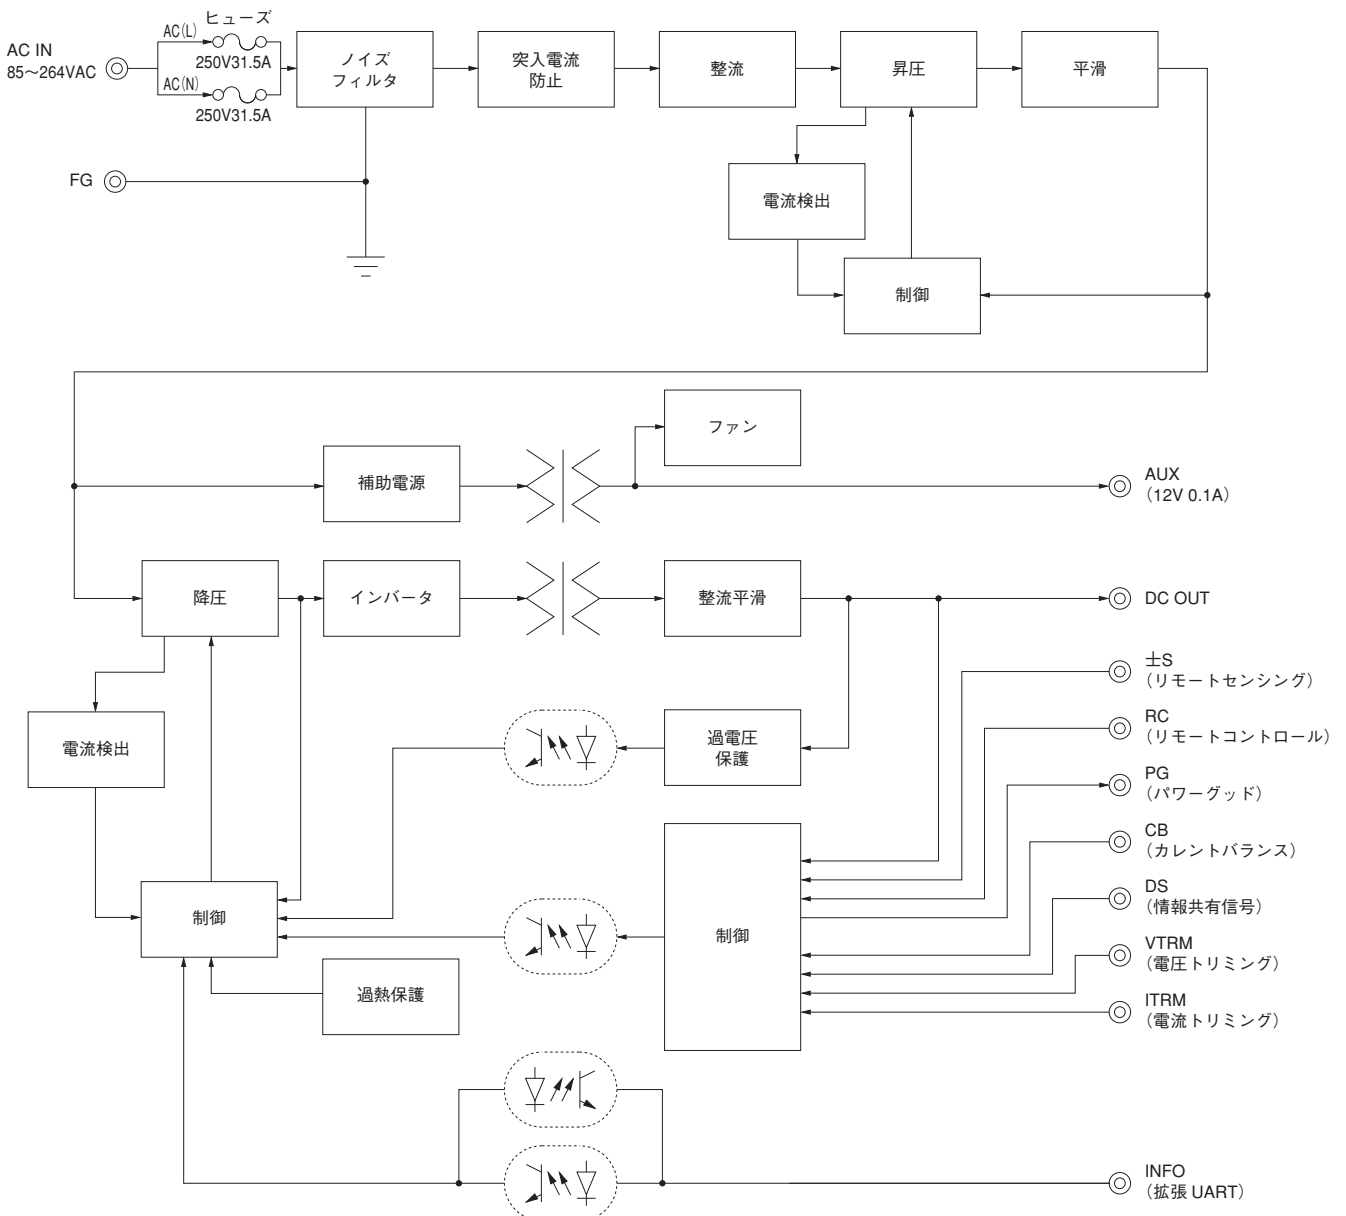 ヒューズ
AC IN
85～264VAC
AC(L)
250V31.5A
AC(N)
250V31.5A
ノイズ
フィルタ
突入電流
防止
整流
昇圧
平滑
FG
電流検出
制御
ファン
補助電源
AUX
（12V 0.1A）
降圧
インバータ
整流平滑
DC OUT
±S
（リモートセンシング）
電流検出
過電圧
保護
RC
（リモートコントロール）
PG
（パワーグッド）
CB
（カレントバランス）
DS
（情報共有信号）
制御
制御
VTRM
（電圧トリミング）
過熱保護
ITRM
（電流トリミング）
INFO
（拡張 UART）